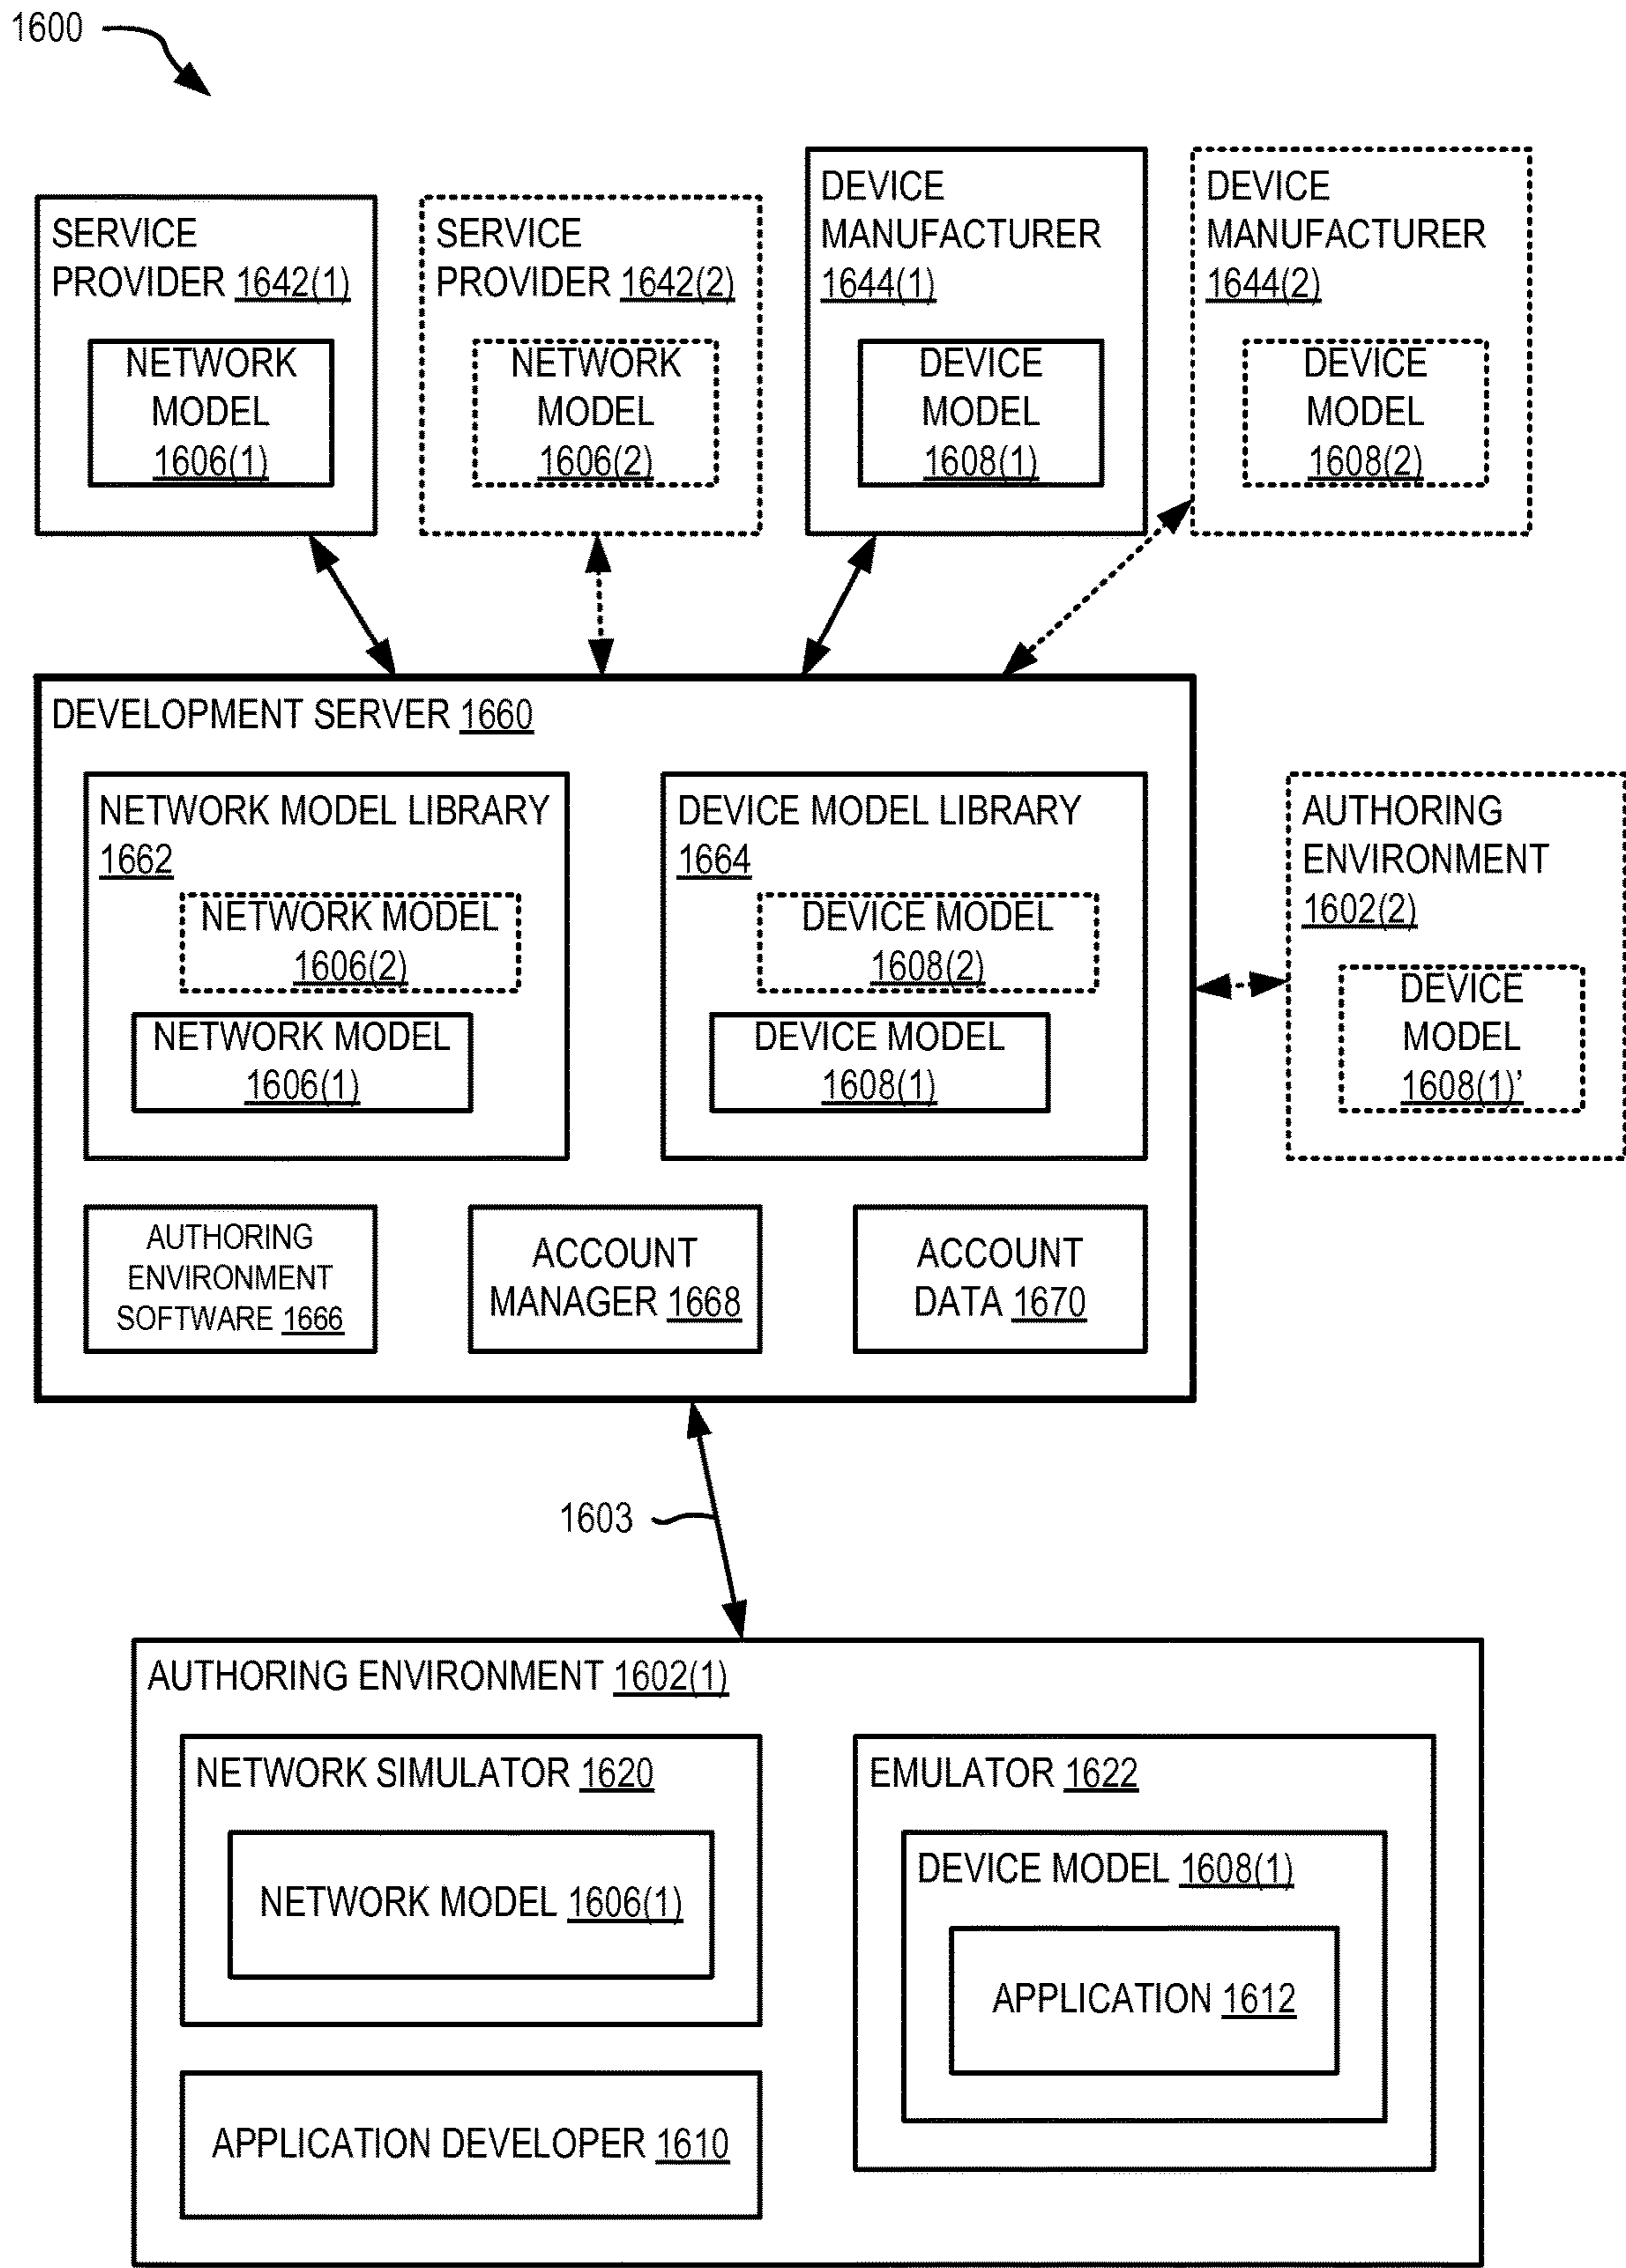 1600
SERVICE
PROVIDER 1642(1)
NETWORK
MODEL
1606(1)
SERVICE
PROVIDER 1642(2)
NETWORK
MODEL
1606(2)
DEVICE
MANUFACTURER
1644(1)
DEVICE
MODEL
1608(1)
DEVICE
MANUFACTURER
1644(2)
DEVICE
MODEL
1608(2)
DEVELOPMENT SERVER 1660
NETWORK MODEL LIBRARY
1662
NETWORK MODEL
1606(2)
NETWORK MODEL
1606(1)
DEVICE MODEL LIBRARY
1664
DEVICE MODEL
1608(2)
DEVICE MODEL
1608(1)
AUTHORING
ENVIRONMENT
SOFTWARE 1666
ACCOUNT
MANAGER 1668
ACCOUNT
DATA 1670
AUTHORING
ENVIRONMENT
1602(2)
DEVICE
MODEL
1608(1)’
1603
AUTHORING ENVIRONMENT 1602(1)
NETWORK SIMULATOR 1620
NETWORK MODEL 1606(1)
APPLICATION DEVELOPER 1610
EMULATOR 1622
DEVICE MODEL 1608(1)
APPLICATION 1612